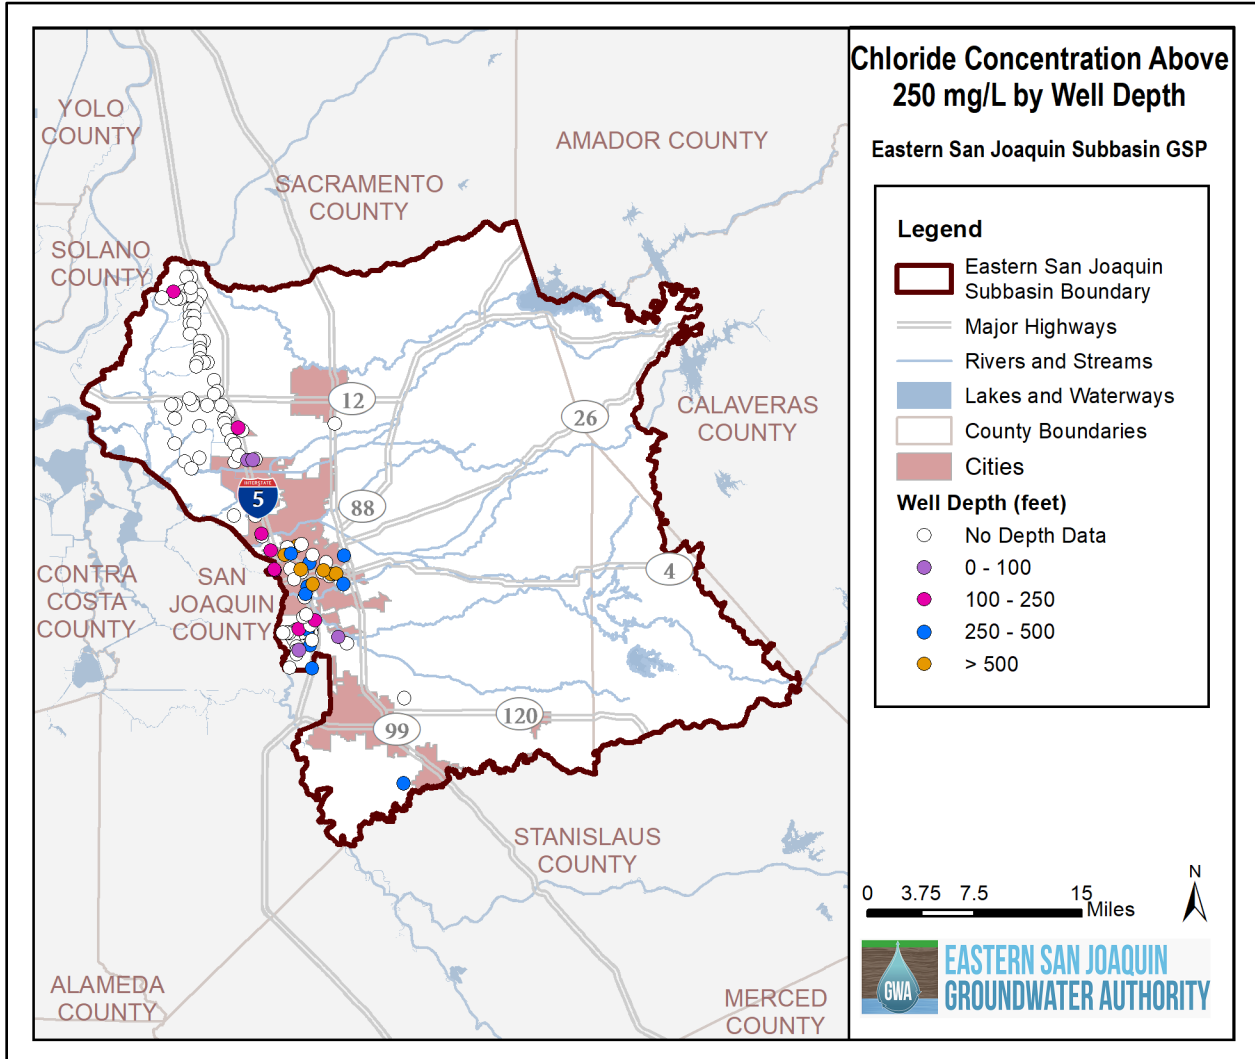 Chloride Concentration Above
250 mg/L by Well Depth
Eastern San Joaquin Subbasin GSP
Legend
Eastern San Joaquin
Subbasin Boundary
Major Highways
Rivers and Streams
Lakes and Waterways
County Boundaries
Cities
Well Depth (feet)
No Depth Data
0 - 100
100 - 250
250 - 500
> 500
YOLO
COUNTY
AMADOR COUNTY
SACRAMENTO
COUNTY
SOLANO
COUNTY
12
26
CALAVERAS
COUNTY
INTERSTATE
5
88
4
CONTRA
COSTA
COUNTY
SAN
JOAQUIN
COUNTY
120
99
STANISLAUS
COUNTY
ALAMEDA
COUNTY
MERCED
COUNTY
N
0 3.75 7.5 15
Miles
GWA
EASTERN SAN JOAQUIN
GROUNDWATER AUTHORITY